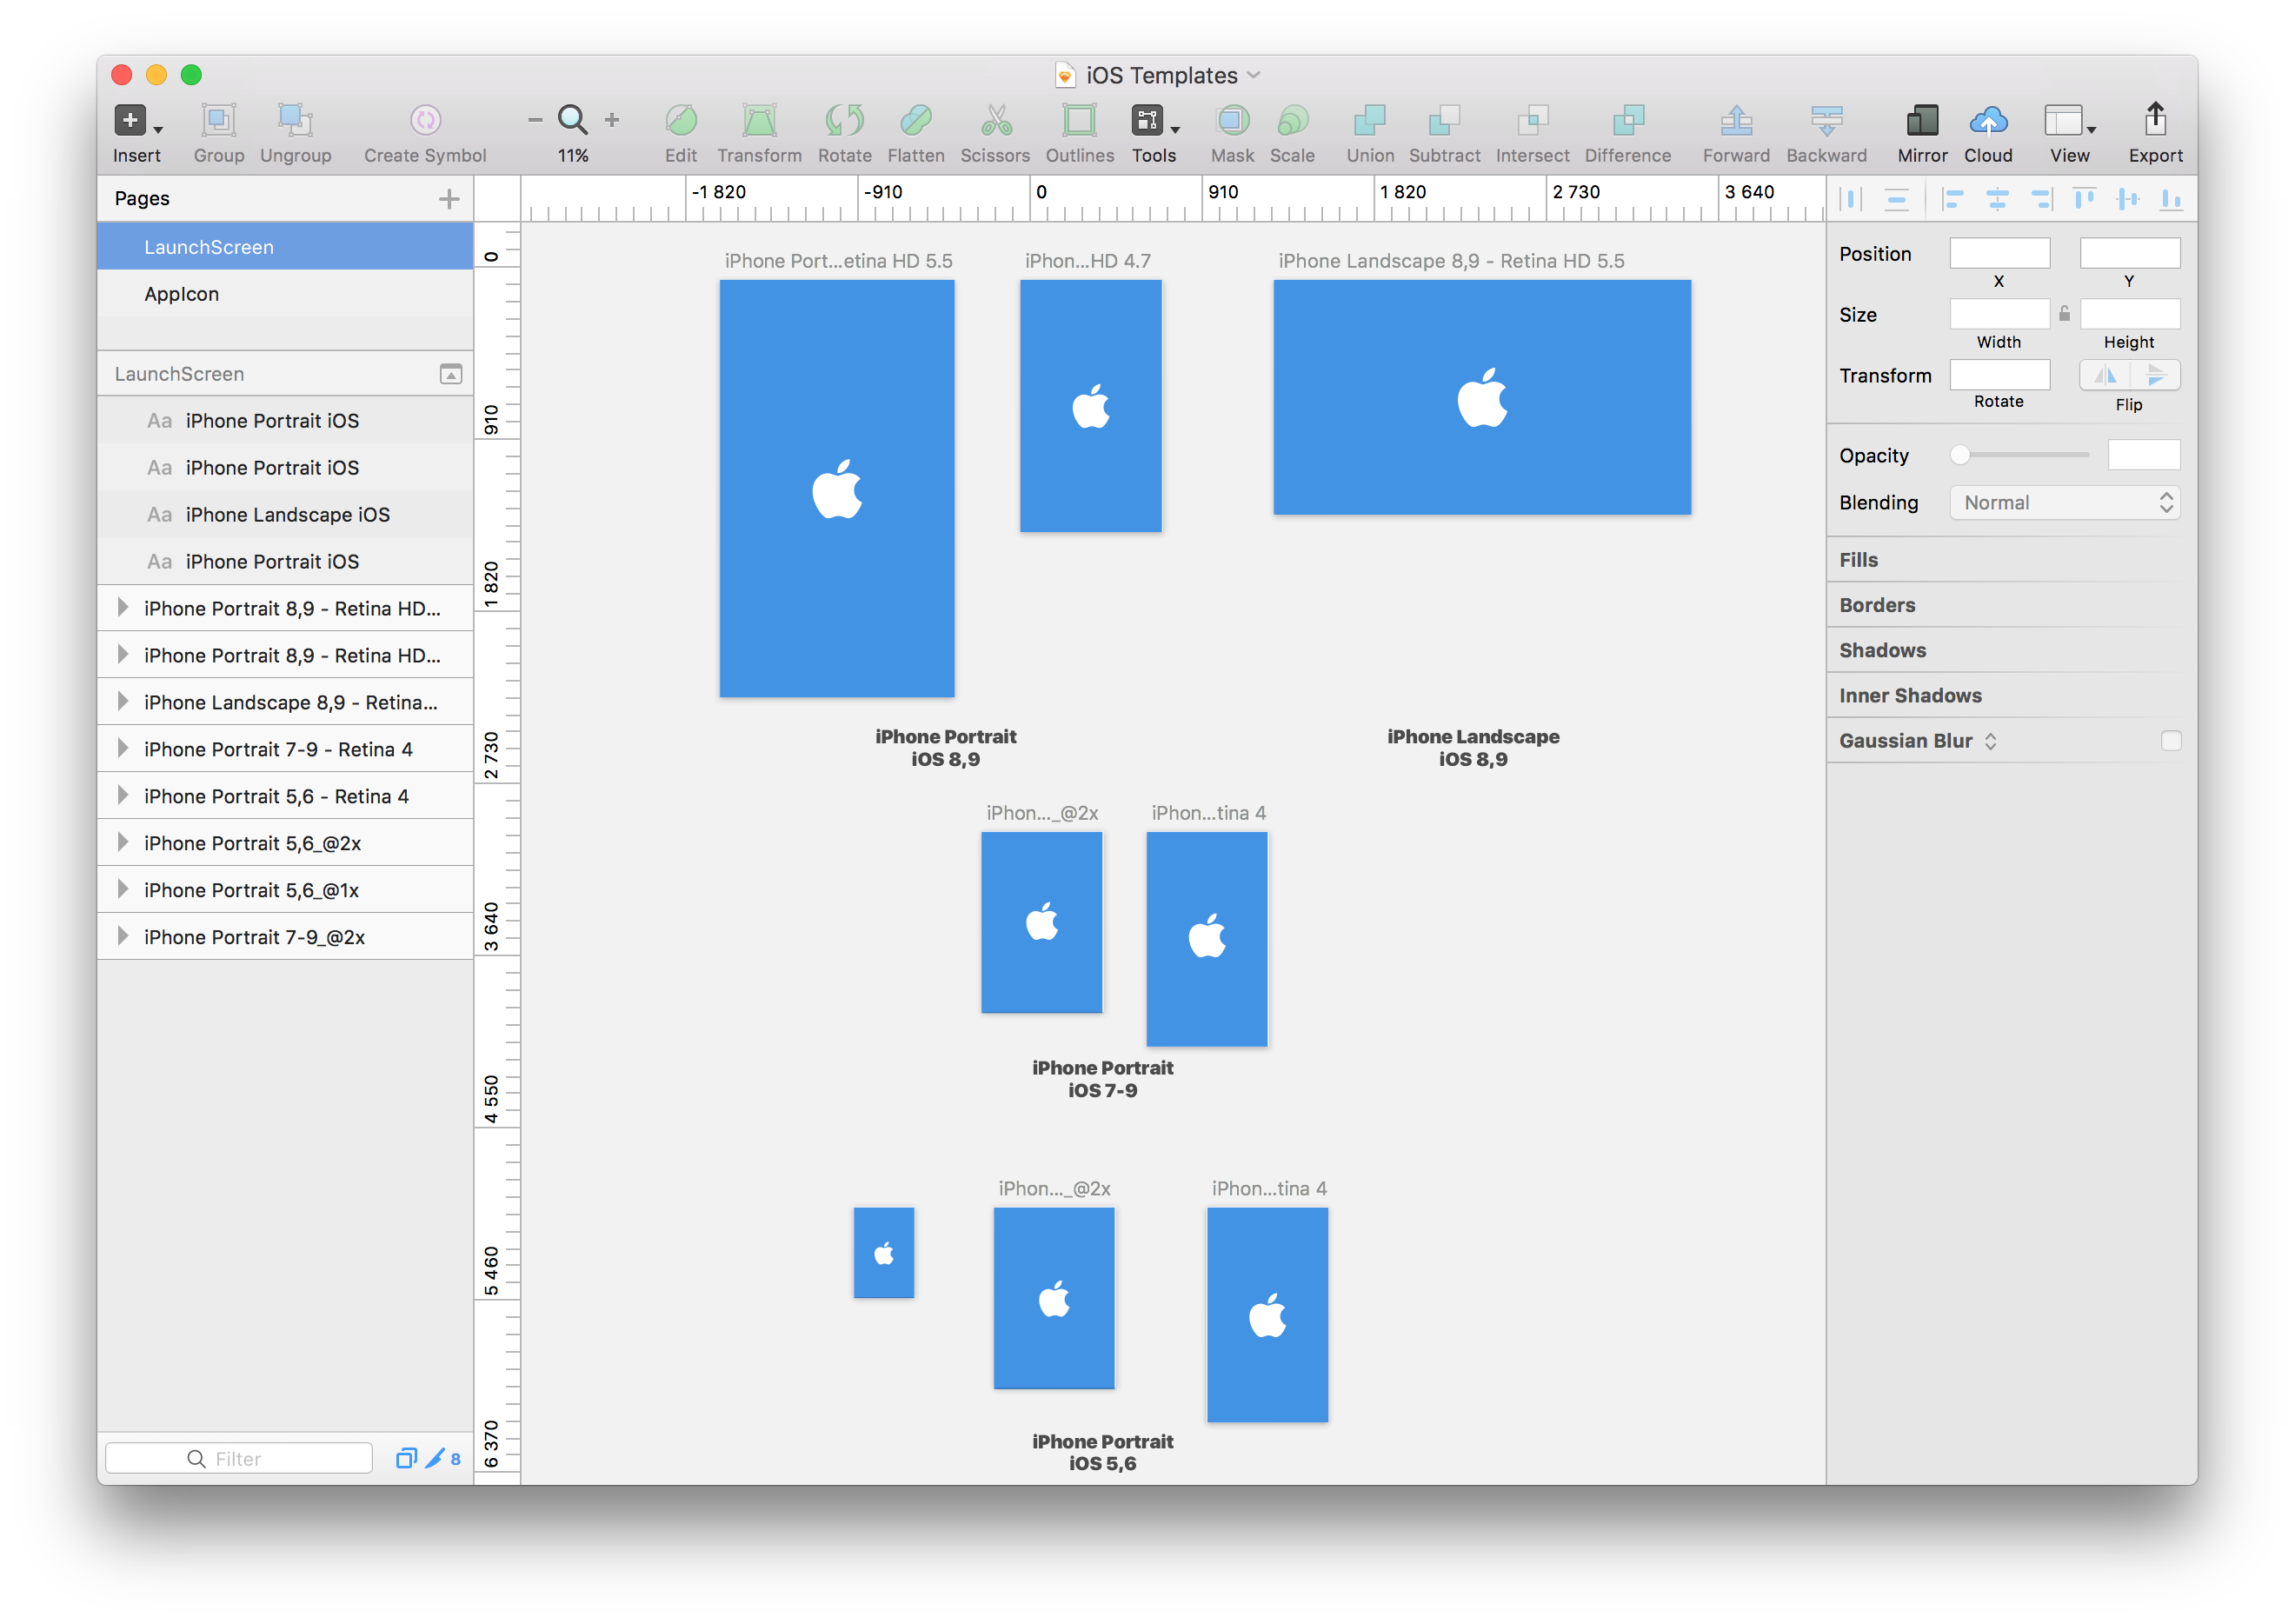 iOS Templates
Insert Group Ungroup Create Symbol 11% Edit Transform Rotate Flatten Scissors Outlines Tools Mask Scale Union Subtract Intersect Difference Forward Backward Mirror Cloud View Export
Pages
LaunchScreen
AppIcon
LaunchScreen
Aa iPhone Portrait iOS
Aa iPhone Portrait iOS
Aa iPhone Landscape iOS
Aa iPhone Portrait iOS
iPhone Portrait 8,9 - Retina HD...
iPhone Portrait 8,9 - Retina HD...
iPhone Landscape 8,9 - Retina...
iPhone Portrait 7-9 - Retina 4
iPhone Portrait 5,6 - Retina 4
iPhone Portrait 5,6_@2x
iPhone Portrait 5,6_@1x
iPhone Portrait 7-9_@2x
Filter 8
-1 820 -910 0 910 1 820 2 730 3 640
0
910
1 820
2 730
3 640
4 550
5 460
6 370
iPhone Port...etina HD 5.5 iPhon...HD 4.7 iPhone Landscape 8,9 - Retina HD 5.5
iPhone Portrait
iOS 8,9
iPhone Landscape
iOS 8,9
iPhon..._@2x iPhon...tina 4
iPhone Portrait
iOS 7-9
iPhon..._@2x iPhon...tina 4
iPhone Portrait
iOS 5,6
Position
X Y
Size
Width Height
Transform
Rotate Flip
Opacity
Blending Normal
Fills
Borders
Shadows
Inner Shadows
Gaussian Blur